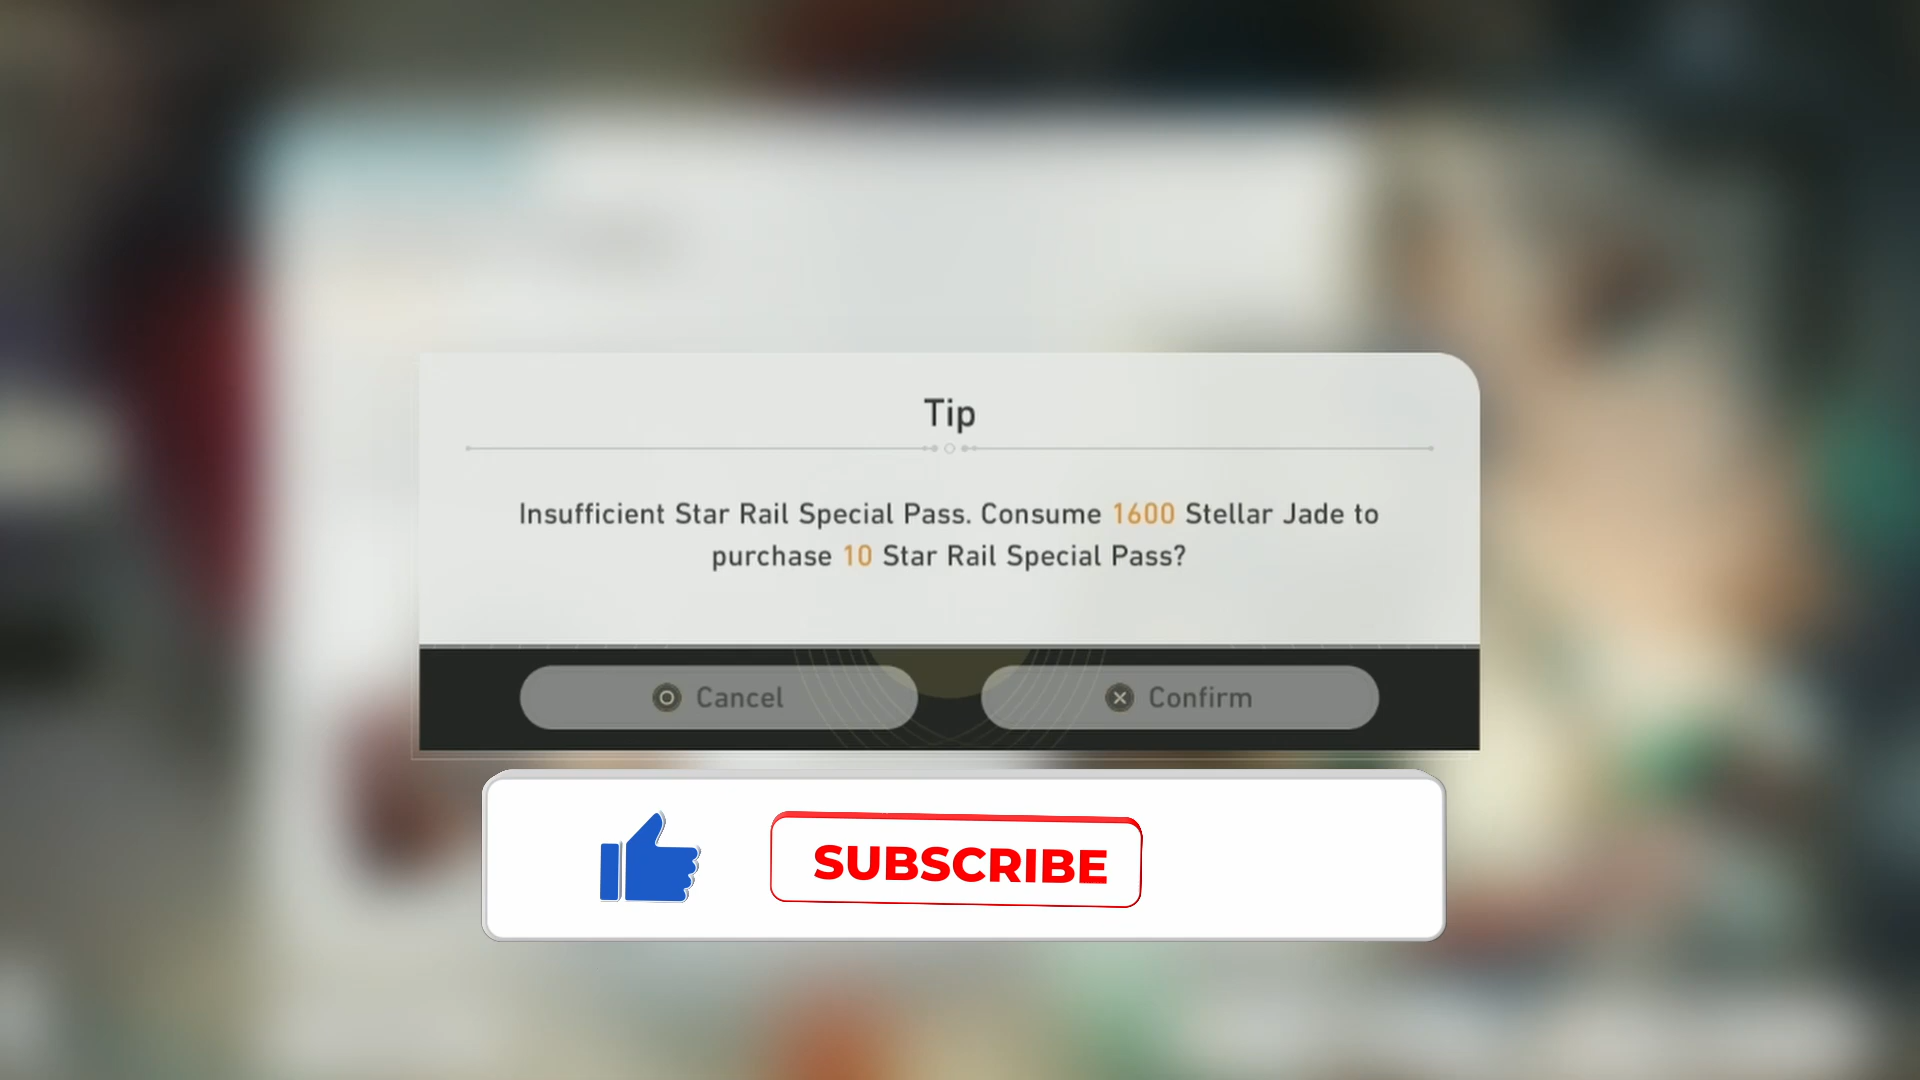 Tip
Insufficient Star Rail Special Pass. Consume 1600 Stellar Jade to
purchase 10 Star Rail Special Pass?
Cancel
Confirm
SUBSCRIBE